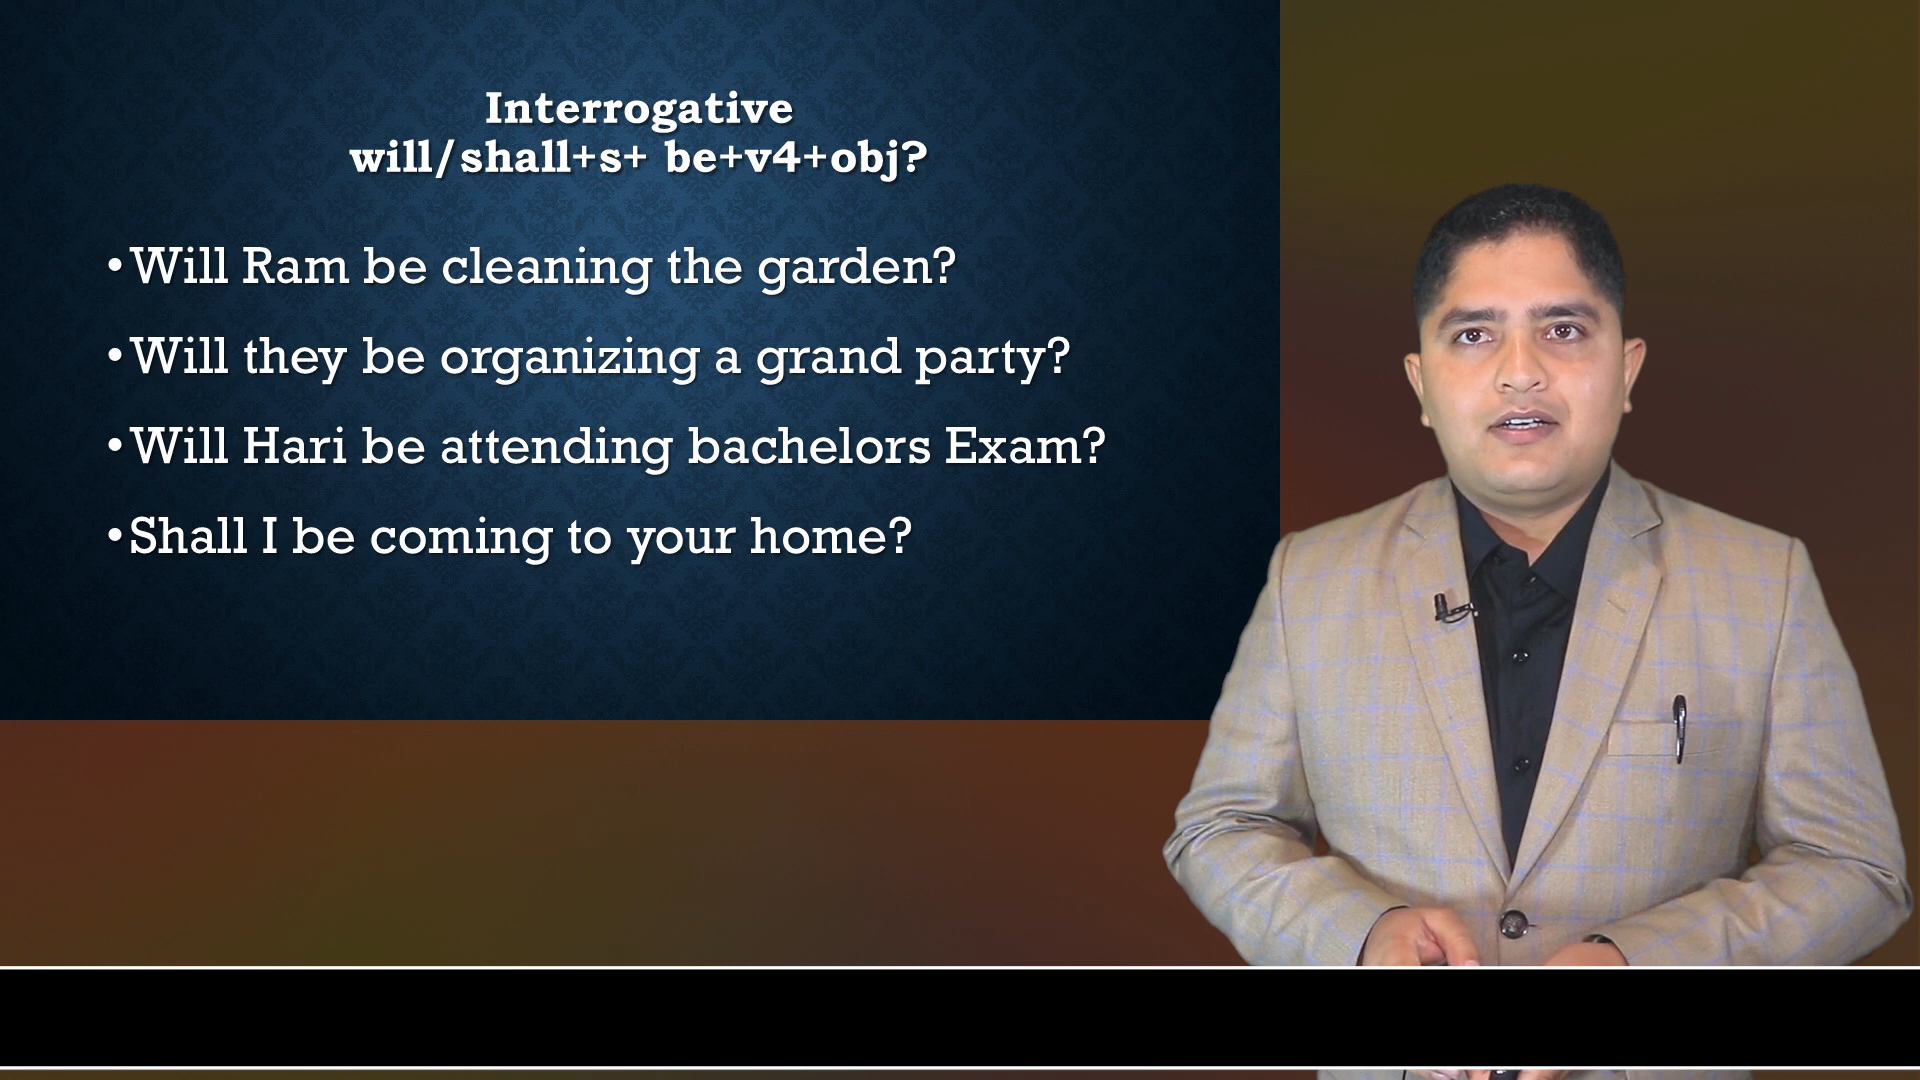 Interrogative
will/shall+s+ be+v4+obj?
•Will Ram be cleaning the garden?
•Will they be organizing a grand party?
•Will Hari be attending bachelors Exam?
•Shall I be coming to your home?